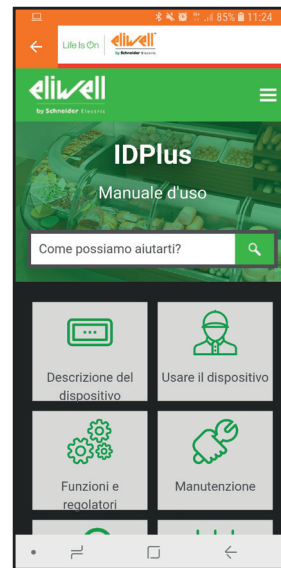 85% 11:24
Life Is On eliwell
by Schneider Electric
eliwell
by Schneider Electric
IDPlus
Manuale d'uso
Come possiamo aiutarti?
Descrizione del
dispositivo
Usare il dispositivo
Funzioni e
regolatori
Manutenzione